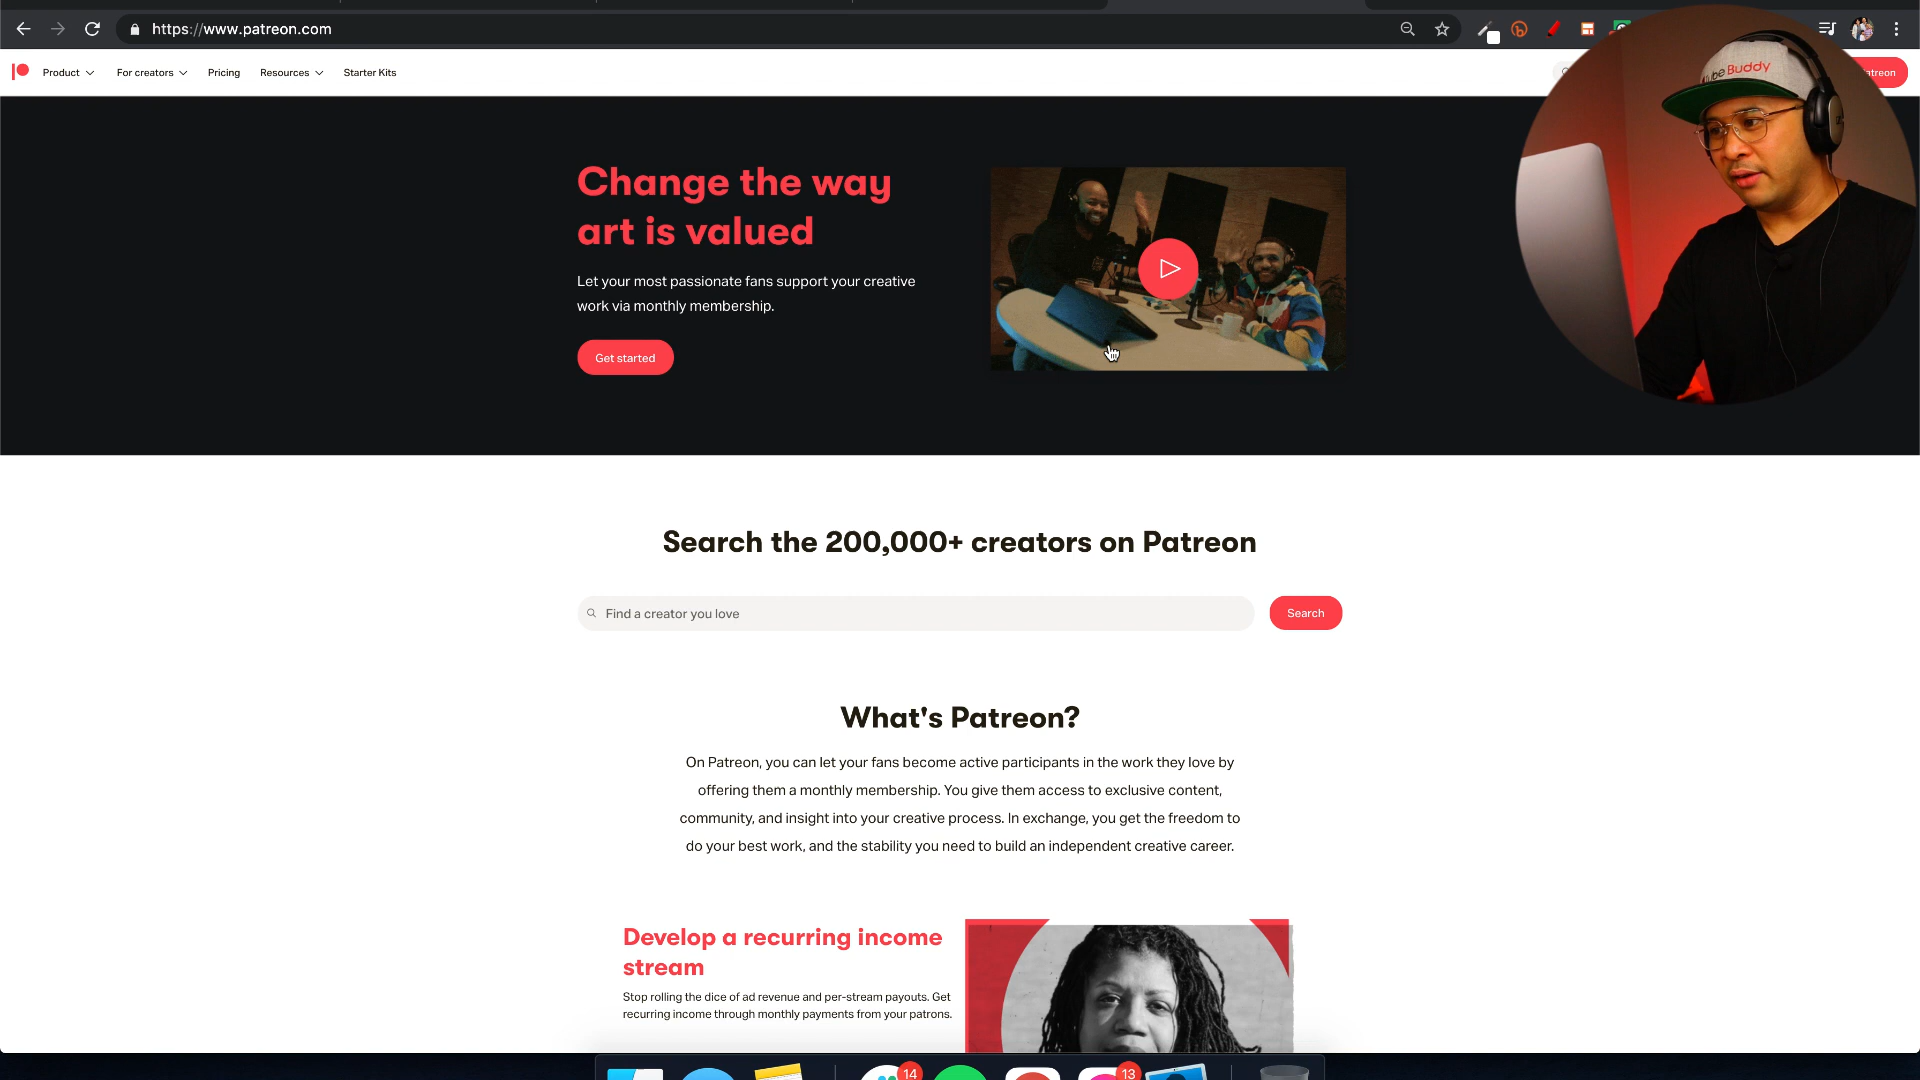 https://www.patreon.com
Product
For creators
Pricing
Resources
Starter Kits
Buddy
Change the way
art is valued
Let your most passionate fans support your creative
work via monthly membership.
Get started
Search the 200,000+ creators on Patreon
Find a creator you love
Search
What's Patreon?
On Patreon, you can let your fans become active participants in the work they love by
offering them a monthly membership. You give them access to exclusive content,
community, and insight into your creative process. In exchange, you get the freedom to
do your best work, and the stability you need to build an independent creative career.
Develop a recurring income
stream
Stop rolling the dice of ad revenue and per-stream payouts. Get
recurring income through monthly payments from your patrons.
14
13